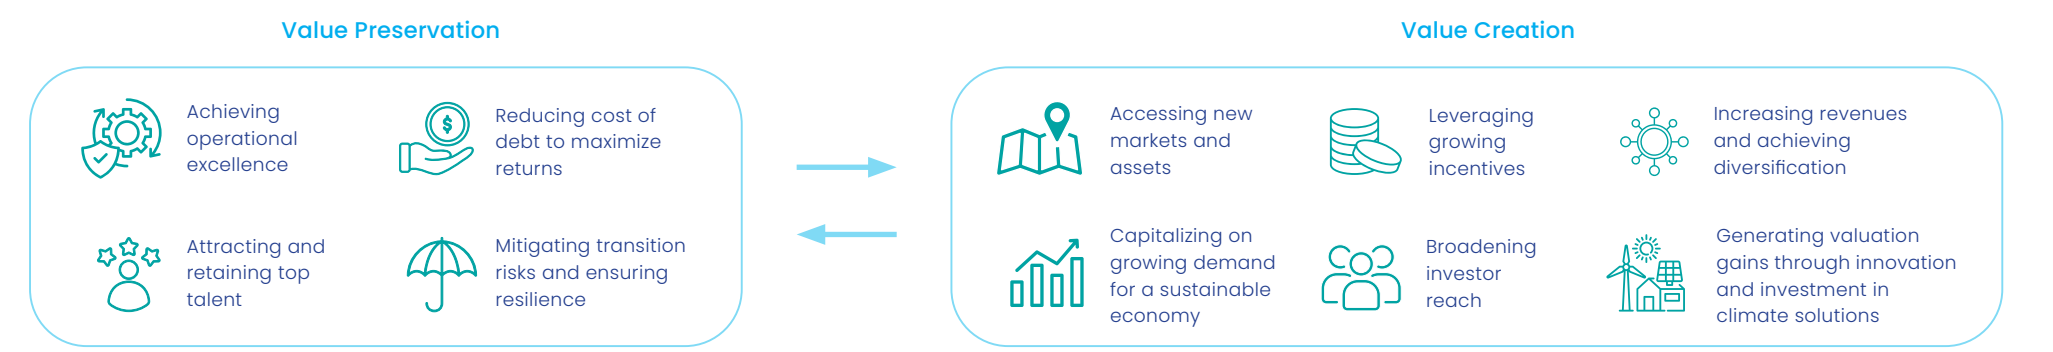 Value Preservation
Achieving
operational
excellence
Reducing cost of
debt to maximize
returns
$
Attracting and
retaining top
talent
Mitigating transition
risks and ensuring
resilience
Value Creation
Accessing new
markets and
assets
Leveraging
growing
incentives
Increasing revenues
and achieving
diversification
Capitalizing on
growing demand
for a sustainable
economy
Broadening
investor
reach
Generating valuation
gains through innovation
and investment in
climate solutions